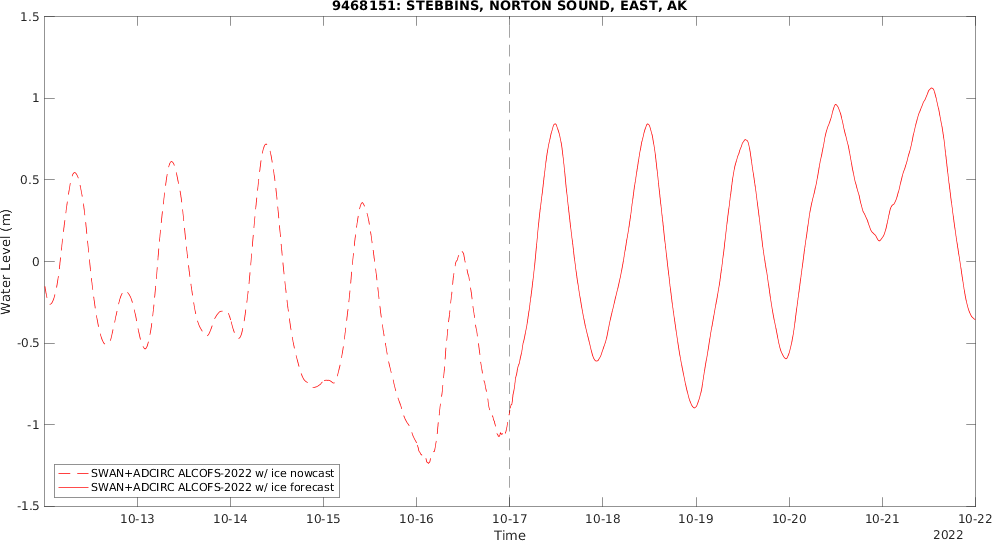 9468151: STEBBINS, NORTON SOUND, EAST, AK
1.5
1
0.5
0
-0.5
-1
-1.5
Water Level (m)
SWAN+ADCIRC ALCOFS-2022 w/ ice nowcast
SWAN+ADCIRC ALCOFS-2022 w/ ice forecast
10-13 10-14 10-15 10-16 10-17 10-18 10-19 10-20 10-21 10-22
Time
2022